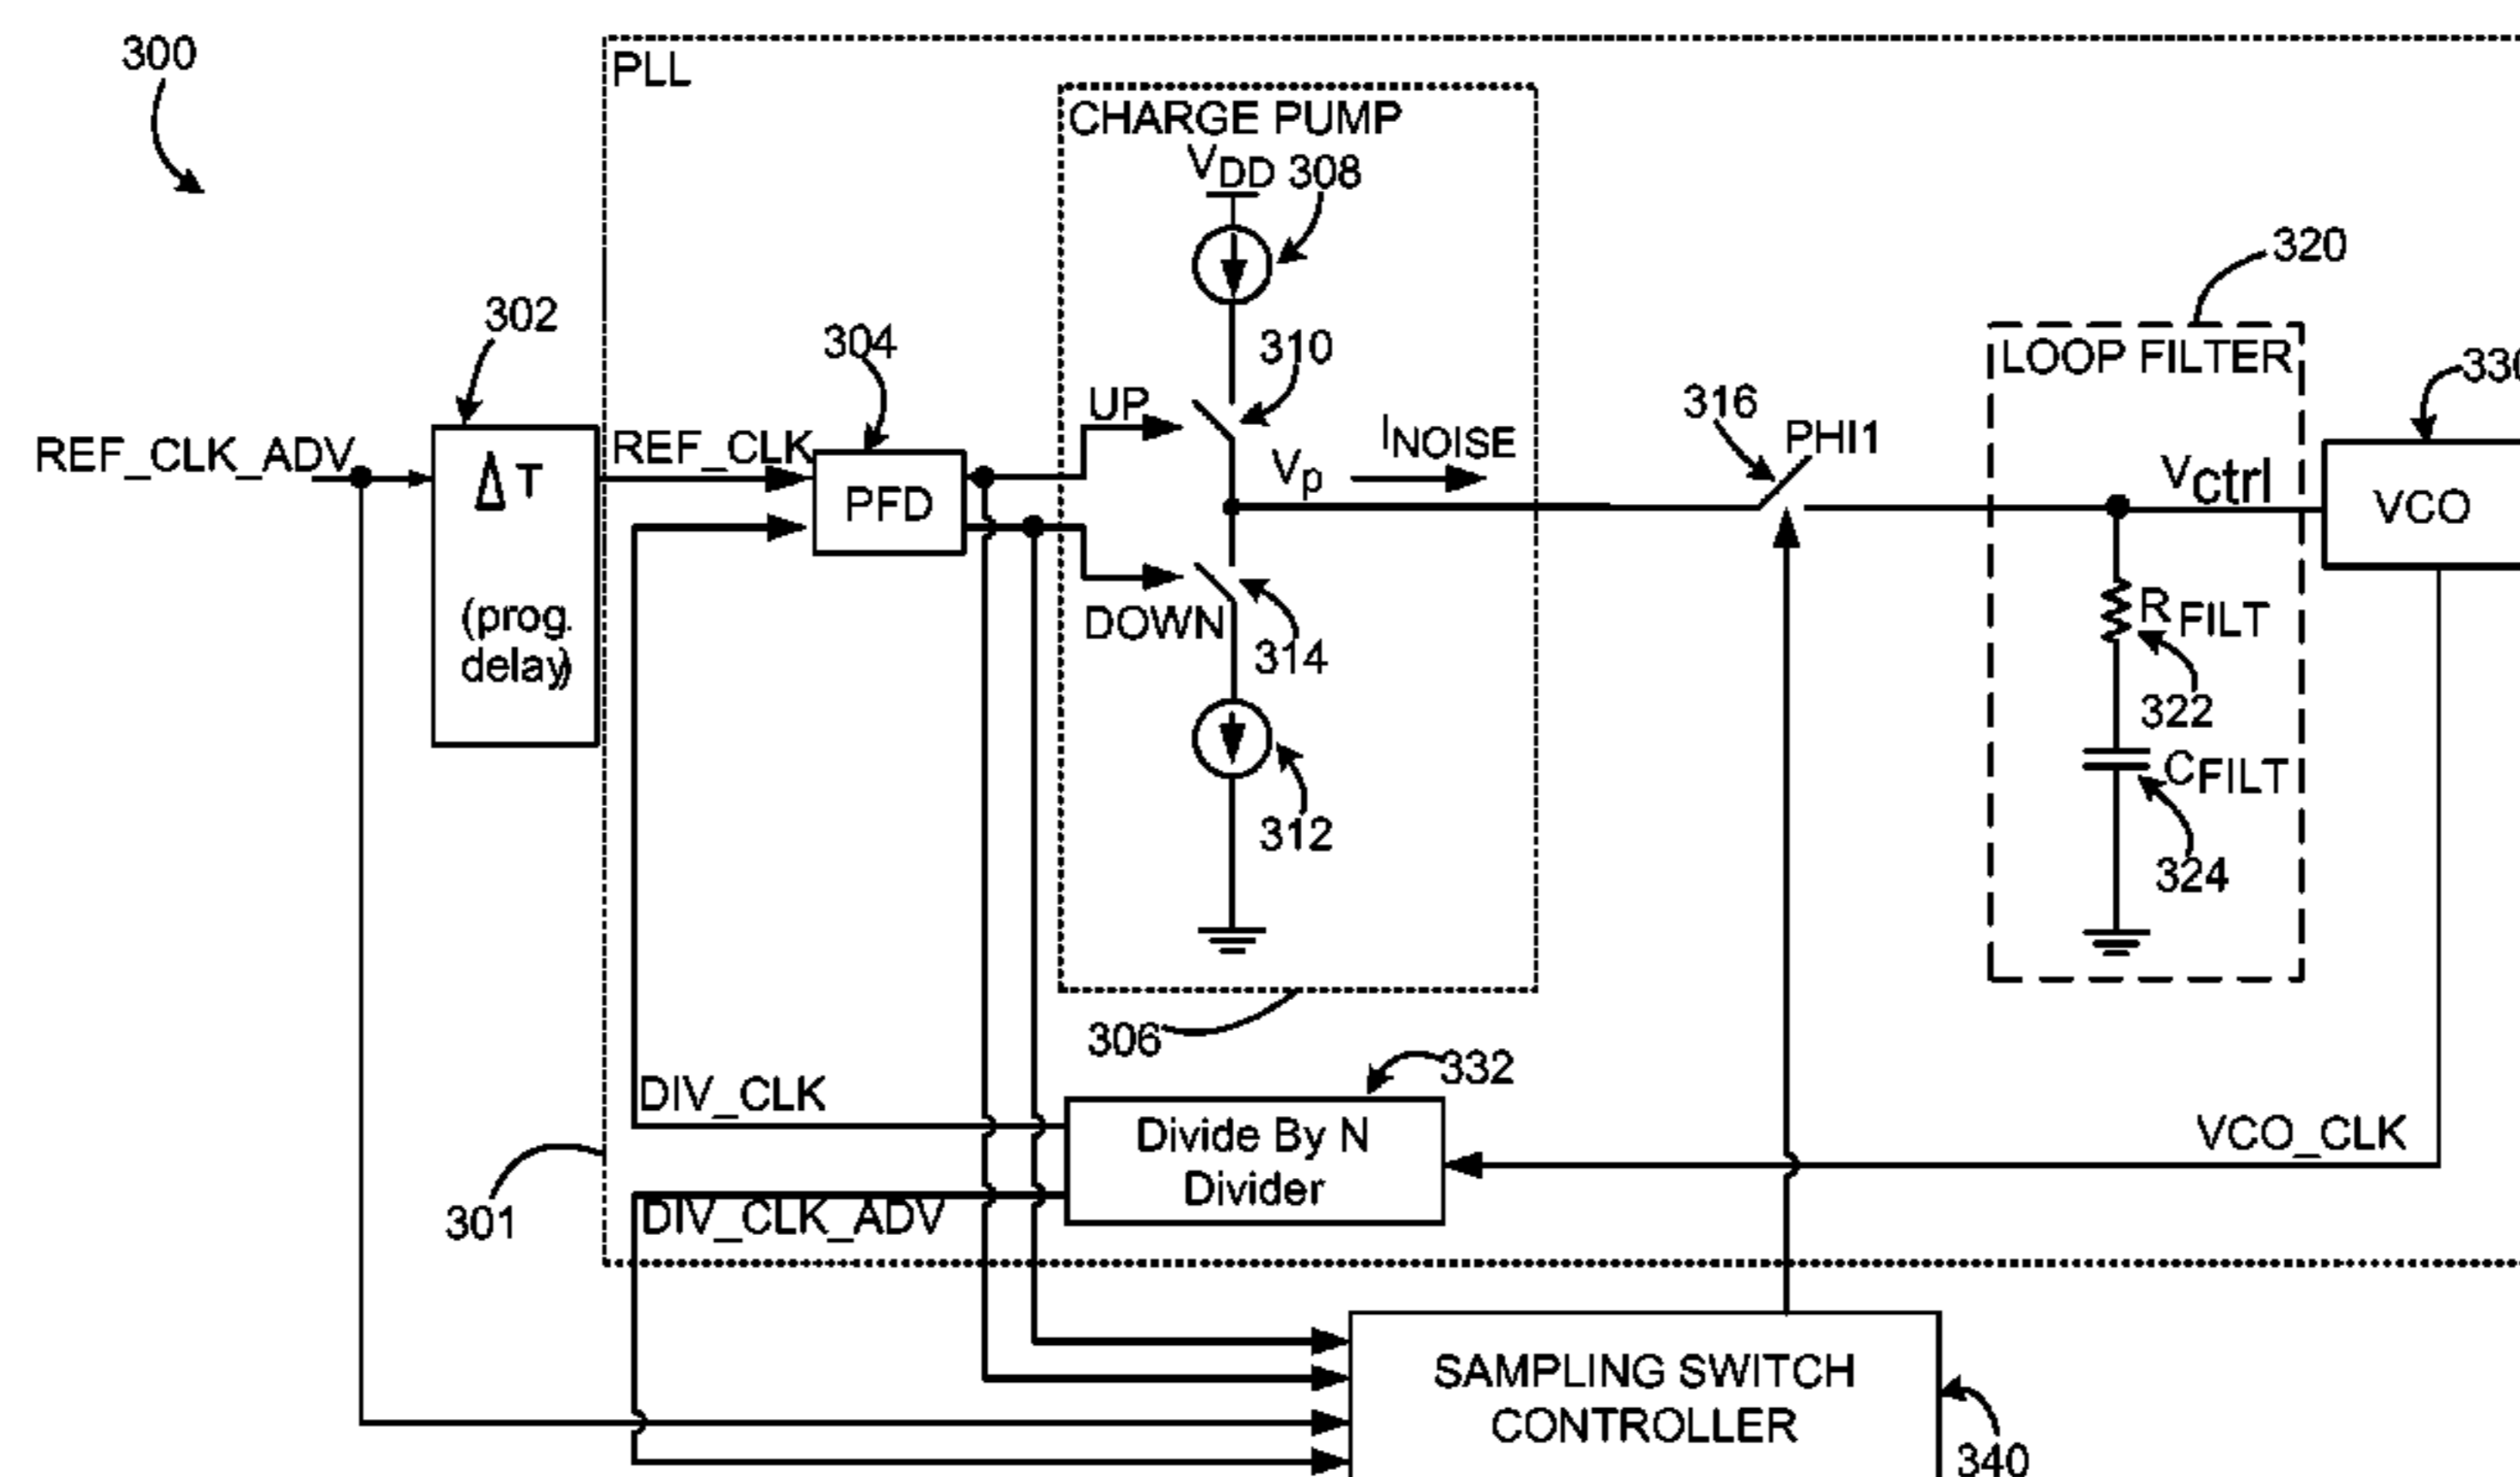 300
PLL
CHARGE PUMP
VDD 308
320
302
304
310
LOOP FILTER
UP
316
PHI1
REF_CLK_ADV
REF_CLK
INOISE
Vp
Vctrl
ΔT
PFD
VCO
(prog. delay)
DOWN
314
RFILT
322
CFILT
312
324
306
332
DIV_CLK
Divide By N
Divider
VCO_CLK
301
DIV_CLK_ADV
SAMPLING SWITCH
CONTROLLER
340